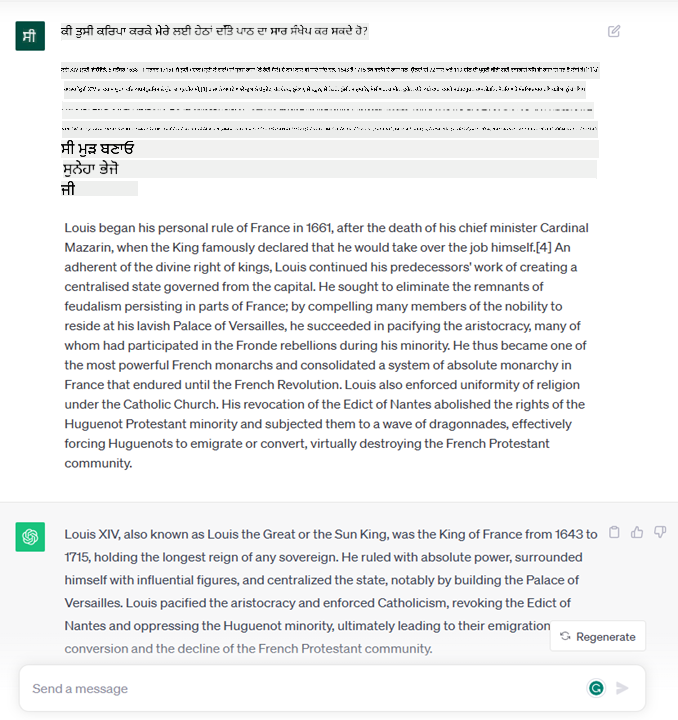 ਸੀ
ਕੀ ਤੁਸੀ ਕਰਿਪਾ ਕਰਕੇ ਮੇਰੇ ਲਈ ਹੇਠਾਂ ਦਿੱਤੇ ਪਾਠ ਦਾ ਸਾਰ ਸੰਖੇਪ ਕਰ ਸਕਦੇ ਹੋ?
ਸੀ ਮੁੜ ਬਣਾਓ
ਸੁਨੇਹਾ ਭੇਜੋ
ਜੀ
Louis began his personal rule of France in 1661, after the death of his chief minister Cardinal
Mazarin, when the King famously declared that he would take over the job himself.[4] An
adherent of the divine right of kings, Louis continued his predecessors' work of creating a
centralised state governed from the capital. He sought to eliminate the remnants of
feudalism persisting in parts of France; by compelling many members of the nobility to
reside at his lavish Palace of Versailles, he succeeded in pacifying the aristocracy, many of
whom had participated in the Fronde rebellions during his minority. He thus became one of
the most powerful French monarchs and consolidated a system of absolute monarchy in
France that endured until the French Revolution. Louis also enforced uniformity of religion
under the Catholic Church. His revocation of the Edict of Nantes abolished the rights of the
Huguenot Protestant minority and subjected them to a wave of dragonnades, effectively
forcing Huguenots to emigrate or convert, virtually destroying the French Protestant
community.
Louis XIV, also known as Louis the Great or the Sun King, was the King of France from 1643 to
1715, holding the longest reign of any sovereign. He ruled with absolute power, surrounded
himself with influential figures, and centralized the state, notably by building the Palace of
Versailles. Louis pacified the aristocracy and enforced Catholicism, revoking the Edict of
Nantes and oppressing the Huguenot minority, ultimately leading to their emigration
Regenerate
conversion and the decline of the French Protestant community.
Send a message